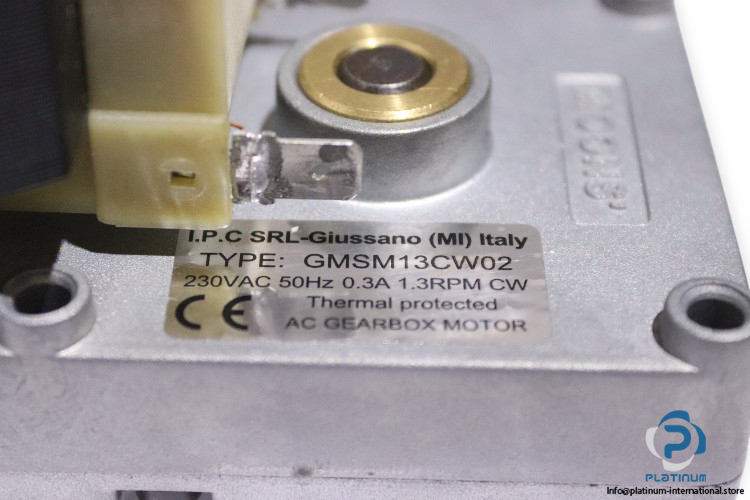 I.P.C SRL-Giussano (MI) Italy
TYPE: GMSM13CW02
230VAC 50Hz 0.3A 1.3RPM CW
Thermal protected
CE AC GEARBOX MOTOR
PLATINUM
Info@platinum-international.store